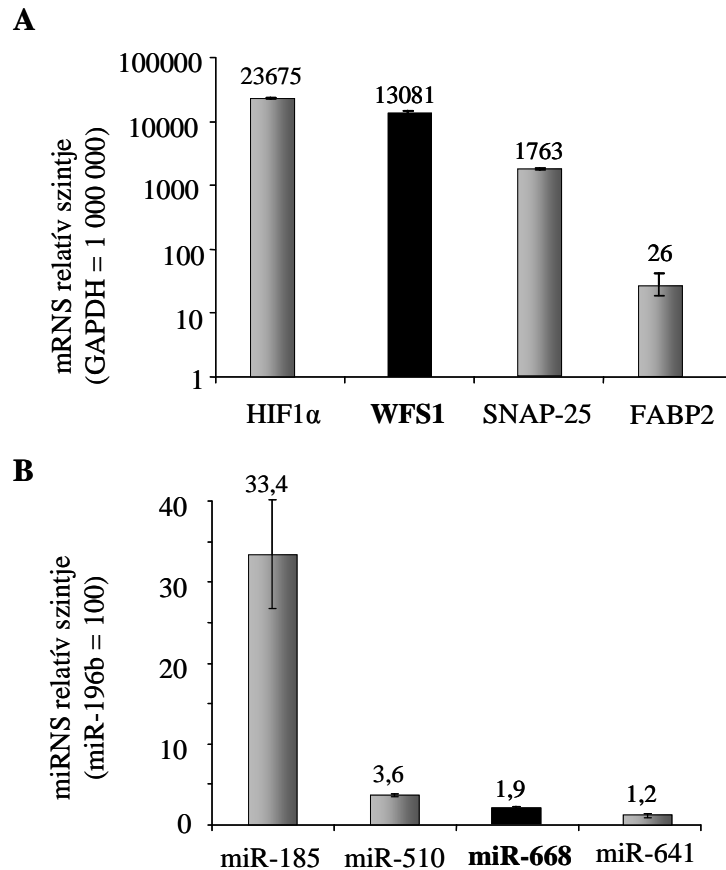 A
mRNS relatív szintje
(GAPDH = 1 000 000)
100000
10000
1000
100
10
1
23675
13081
1763
26
HIF1α WFS1 SNAP-25 FABP2
B
miRNS relatív szintje
(miR-196b = 100)
40
30
20
10
0
33,4
3,6
1,9
1,2
miR-185 miR-510 miR-668 miR-641